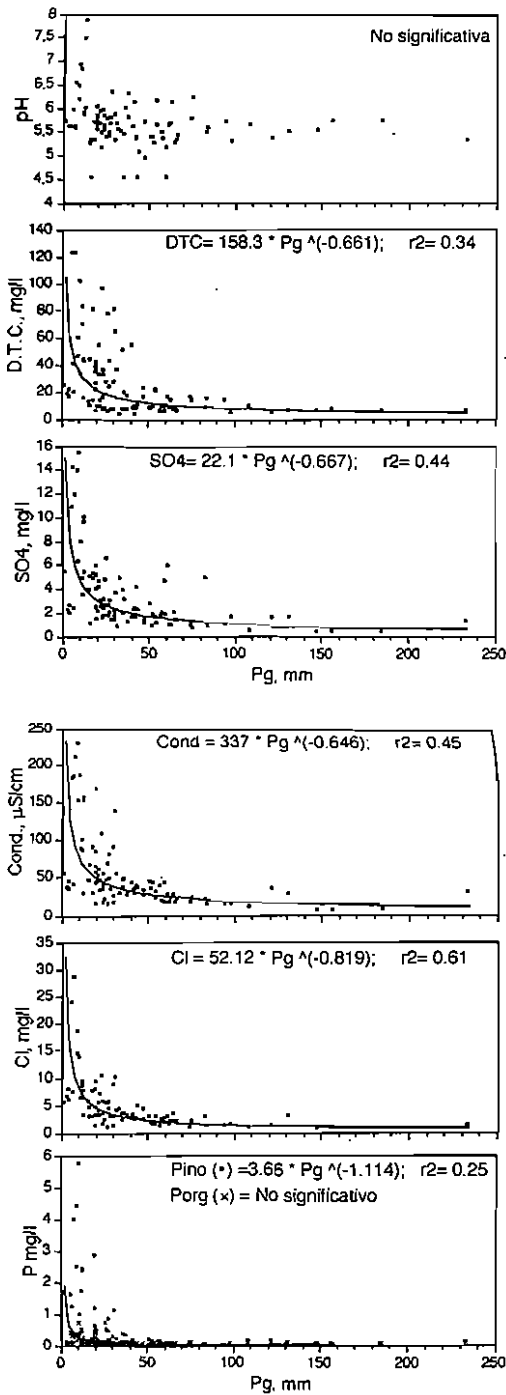 8
7,5
7
6,5
6
5,5
5
4,5
4
pH
No significativa
140
120
100
80
60
40
20
0
D.T.C., mg/l
DTC= 158.3 * Pg ^(-0.661); r2= 0.34
16
14
12
10
8
6
4
2
0
SO4, mg/l
SO4= 22.1 * Pg ^(-0.667); r2= 0.44
0 50 100 150 200 250
Pg, mm
250
200
150
100
50
0
Cond., µS/cm
Cond = 337 * Pg ^(-0.646); r2= 0.45
35
30
25
20
15
10
5
0
Cl, mg/l
Cl = 52.12 * Pg ^(-0.819); r2= 0.61
6
5
4
3
2
1
0
P mg/l
Pino (•) =3.66 * Pg ^(-1.114); r2= 0.25
Porg (×) = No significativo
0 50 100 150 200 250
Pg, mm